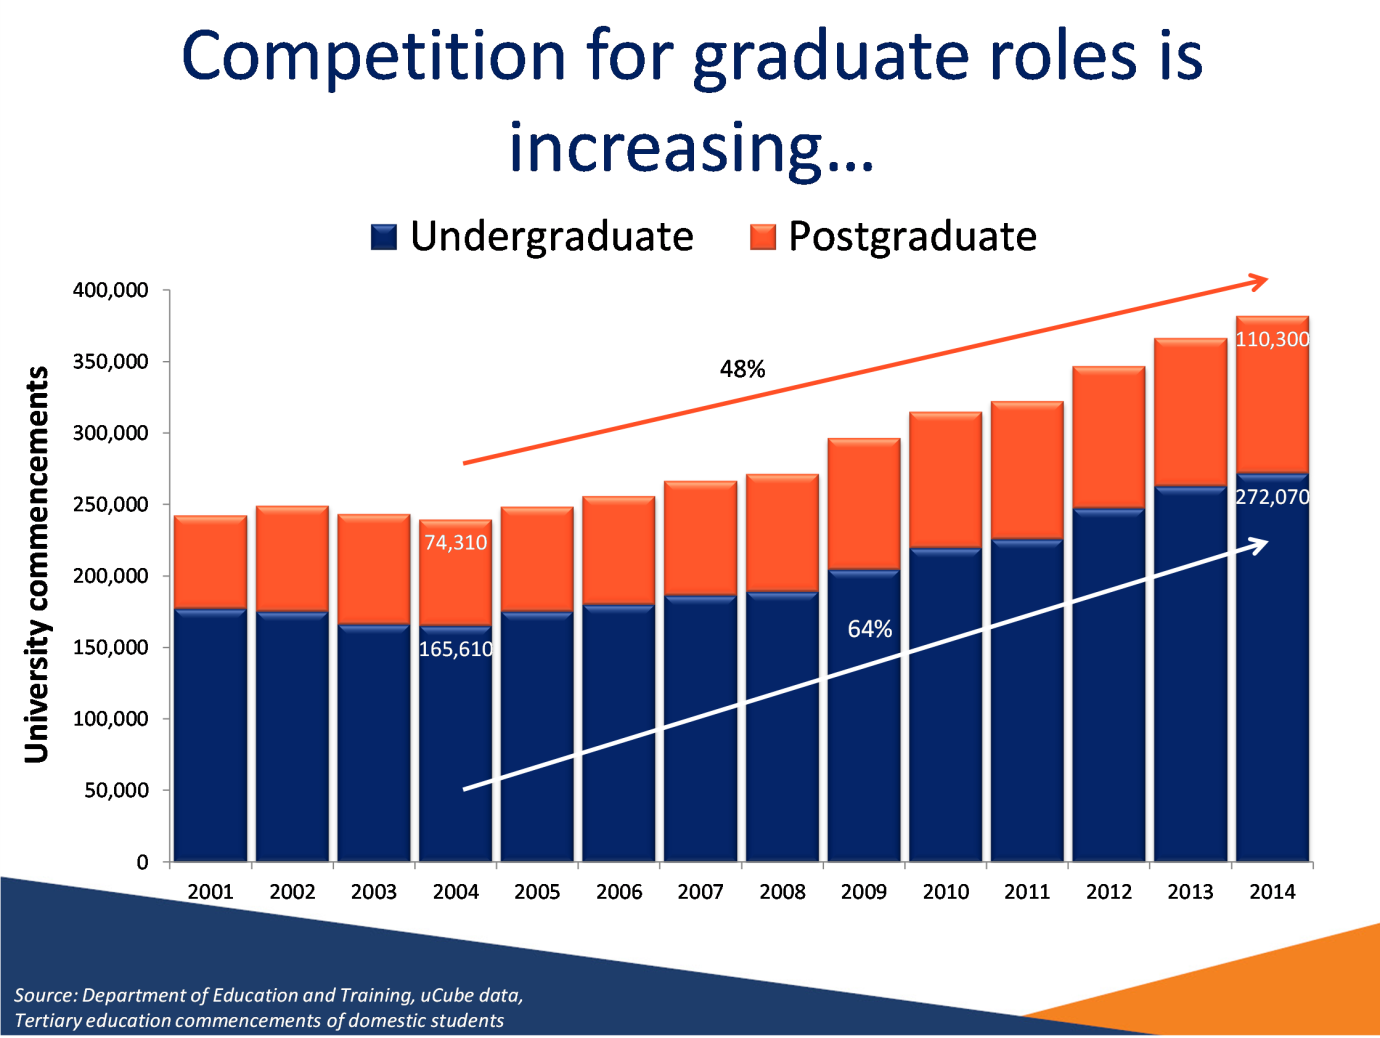 Competition for graduate roles is
increasing...
Undergraduate Postgraduate
400,000
350,000
300,000
250,000
200,000
150,000
100,000
50,000
0
University commencements
48%
64%
110,300
272,070
74,310
165,610
2001 2002 2003 2004 2005 2006 2007 2008 2009 2010 2011 2012 2013 2014
Source: Department of Education and Training, uCube data,
Tertiary education commencements of domestic students